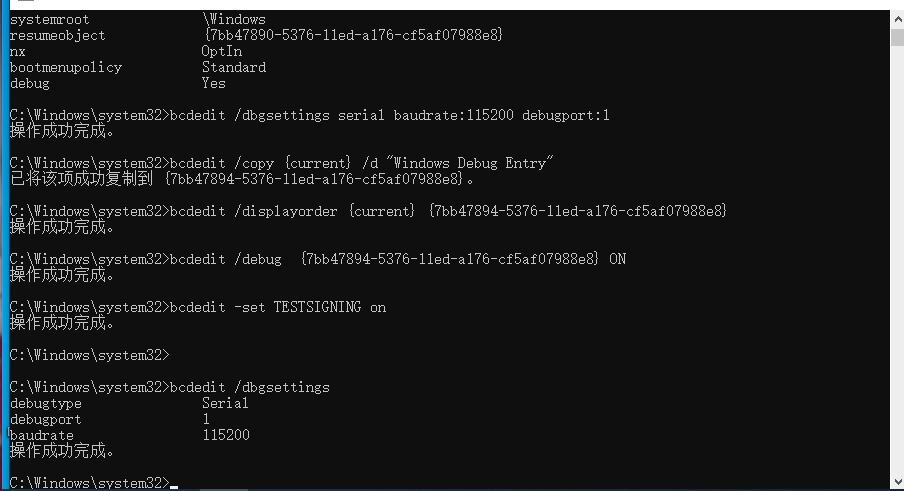 systemroot \Windows
resumeobject {7bb47890-5376-11ed-a176-cf5af07988e8}
nx OptIn
bootmenupolicy Standard
debug Yes
C:\Windows\system32>bcdedit /dbgsettings serial baudrate:115200 debugport:1
操作成功完成。
C:\Windows\system32>bcdedit /copy {current} /d "Windows Debug Entry"
已将该项成功复制到 {7bb47894-5376-11ed-a176-cf5af07988e8}。
C:\Windows\system32>bcdedit /displayorder {current} {7bb47894-5376-11ed-a176-cf5af07988e8}
操作成功完成。
C:\Windows\system32>bcdedit /debug  {7bb47894-5376-11ed-a176-cf5af07988e8} ON
操作成功完成。
C:\Windows\system32>bcdedit -set TESTSIGNING on
操作成功完成。
C:\Windows\system32>
C:\Windows\system32>bcdedit /dbgsettings
debugtype Serial
debugport 1
baudrate 115200
操作成功完成。
C:\Windows\system32>